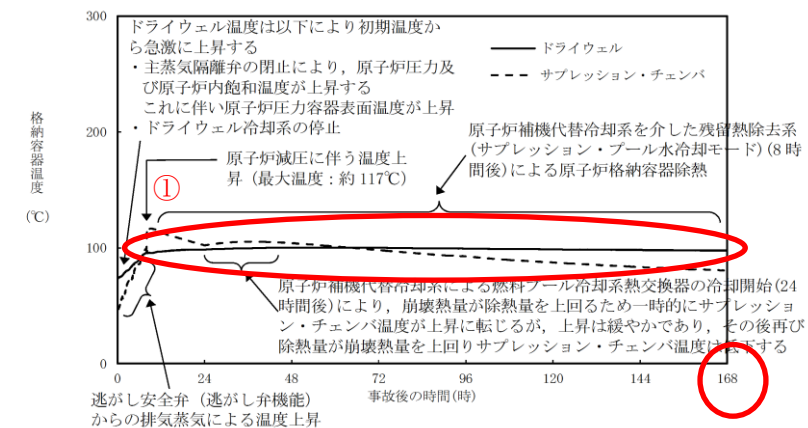 300
ドライウェル温度は以下により初期温度か
ら急激に上昇する
・主蒸気隔離弁の閉止により，原子炉圧力及
び原子炉内飽和温度が上昇する
これに伴い原子炉圧力容器表面温度が上昇
・ドライウェル冷却系の停止
ドライウェル
サプレッション・チェンバ
格納容器温度
(℃)
200
原子炉減圧に伴う温度上
昇（最大温度：約 117℃）
①
原子炉補機代替冷却系を介した残留熱除去系
(サプレッション・プール水冷却モード) (8 時
間後)による原子炉格納容器除熱
100
原子炉補機代替冷却系による燃料プール冷却系熱交換器の冷却開始(24
時間後)により，崩壊熱量が除熱量を上回るため一時的にサプレッショ
ン・チェンバ温度が上昇に転じるが，上昇は緩やかであり，その後再び
除熱量が崩壊熱量を上回りサプレッション・チェンバ温度は低下する
0
0 24 48 72 96 120 144 168
事故後の時間(時)
逃がし安全弁（逃がし弁機能）
からの排気蒸気による温度上昇